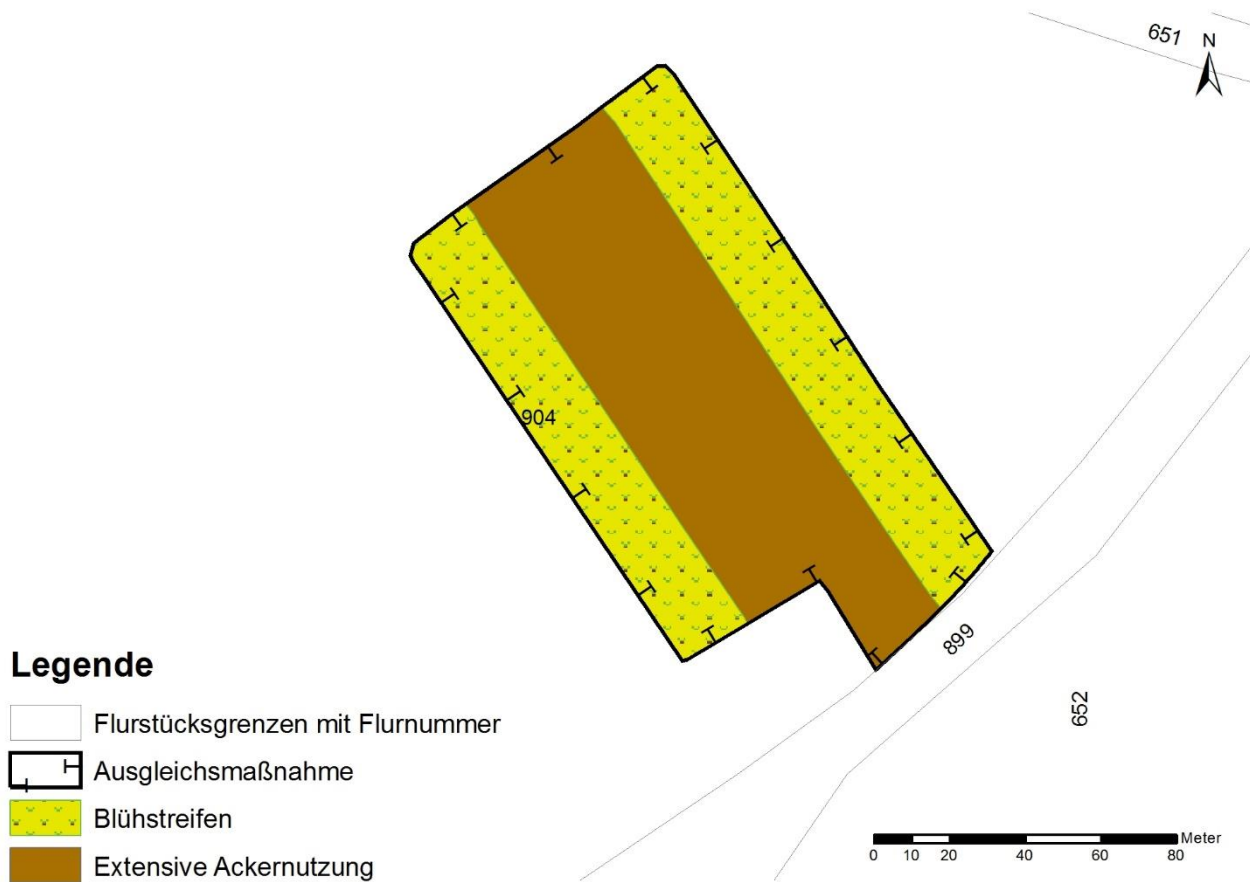 651
N
904
899
652
Legende
Flurstücksgrenzen mit Flurnummer
Ausgleichsmaßnahme
Blühstreifen
Extensive Ackernutzung
Meter
0 10 20 40 60 80